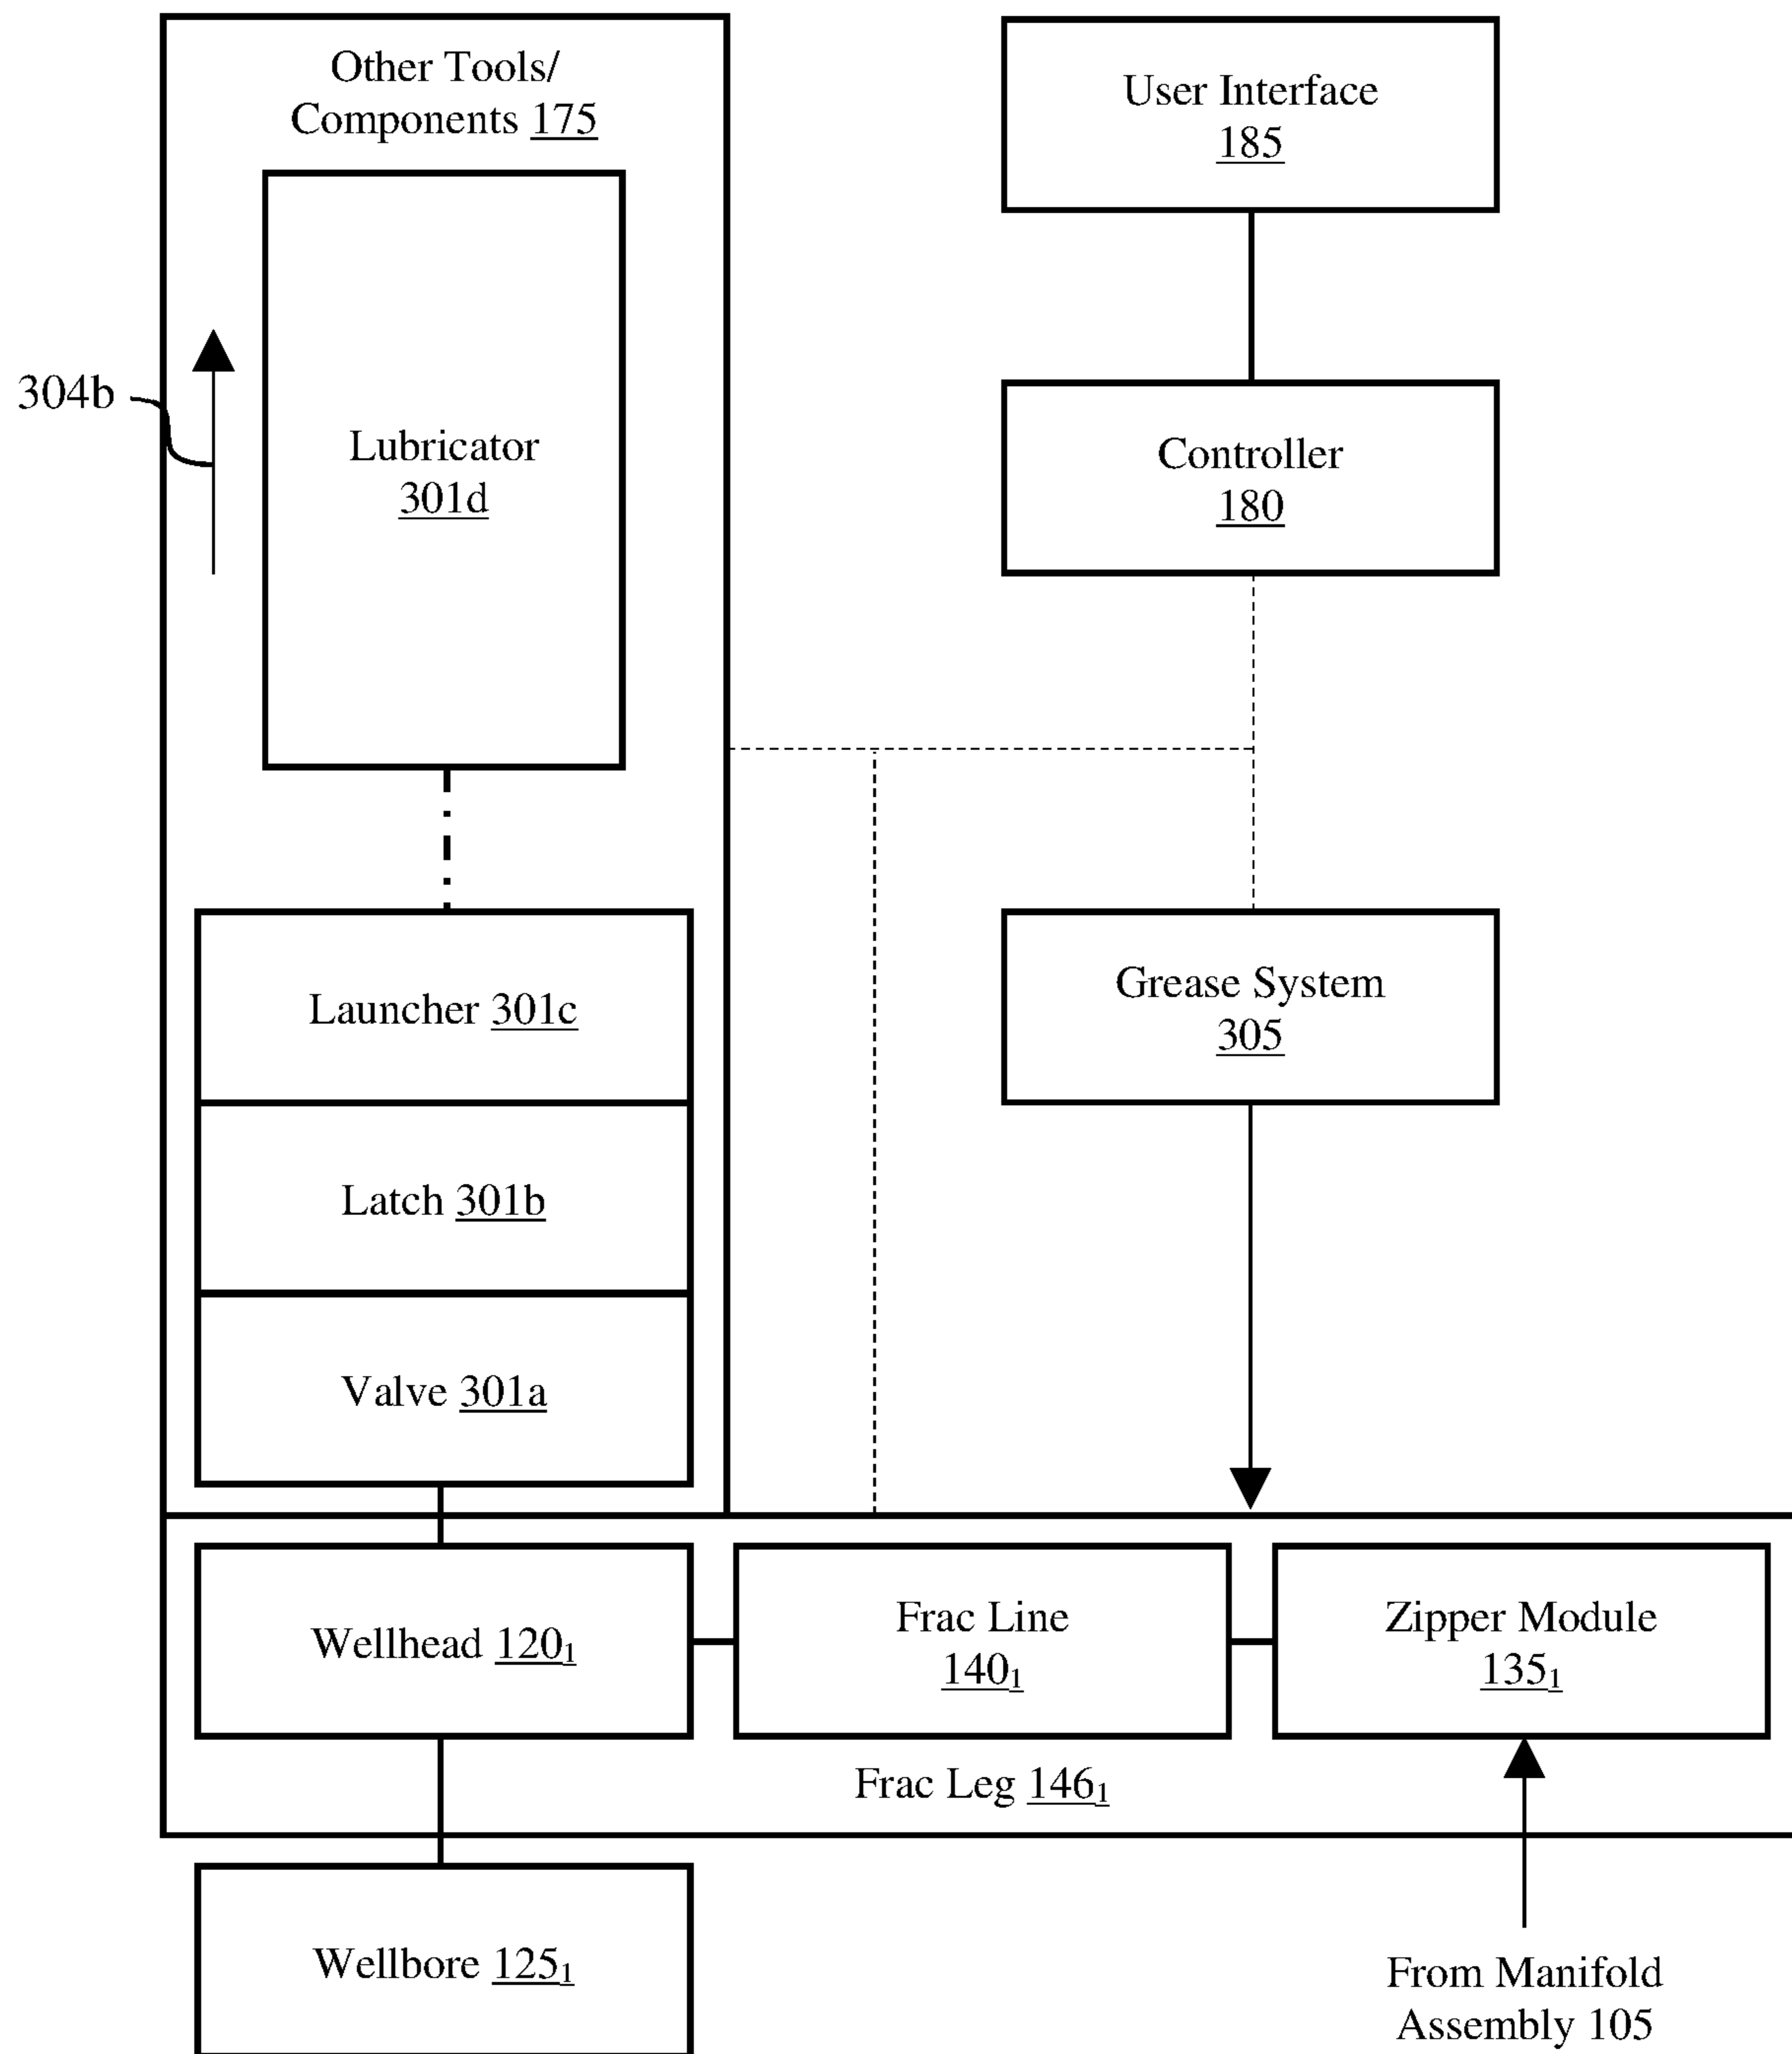 Other Tools/
Components 175
User Interface
185
304b
Lubricator
301d
Controller
180
Launcher 301c
Grease System
305
Latch 301b
Valve 301a
Wellhead 120₁
Frac Line
140₁
Zipper Module
135₁
Frac Leg 146₁
Wellbore 125₁
From Manifold
Assembly 105